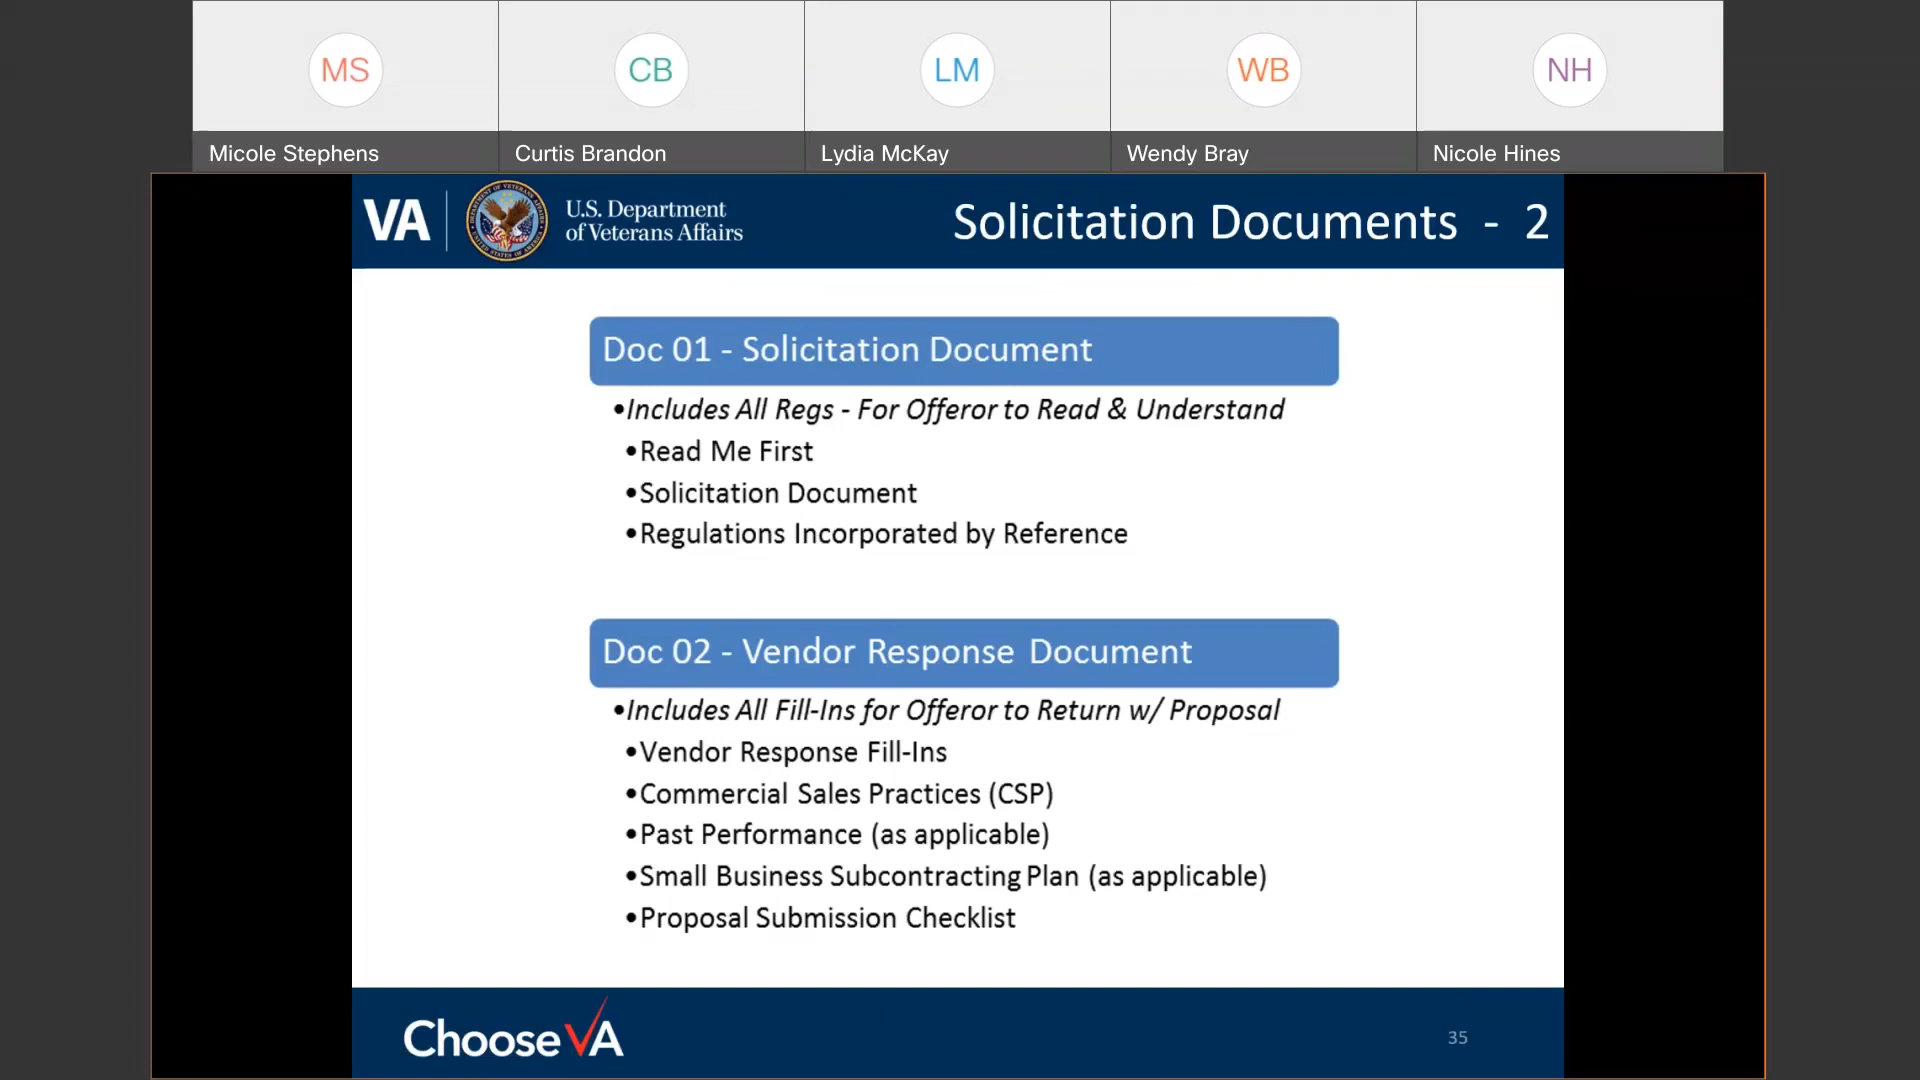 MS
CB
LM
WB
NH
Micole Stephens
Curtis Brandon
Lydia McKay
Wendy Bray
Nicole Hines
VA
U.S. Department
of Veterans Affairs
Solicitation Documents - 2
Doc 01 - Solicitation Document
•Includes All Regs - For Offeror to Read & Understand
•Read Me First
•Solicitation Document
•Regulations Incorporated by Reference
Doc 02 - Vendor Response Document
•Includes All Fill-Ins for Offeror to Return w/ Proposal
•Vendor Response Fill-Ins
•Commercial Sales Practices (CSP)
•Past Performance (as applicable)
•Small Business Subcontracting Plan (as applicable)
•Proposal Submission Checklist
ChooseVA
35